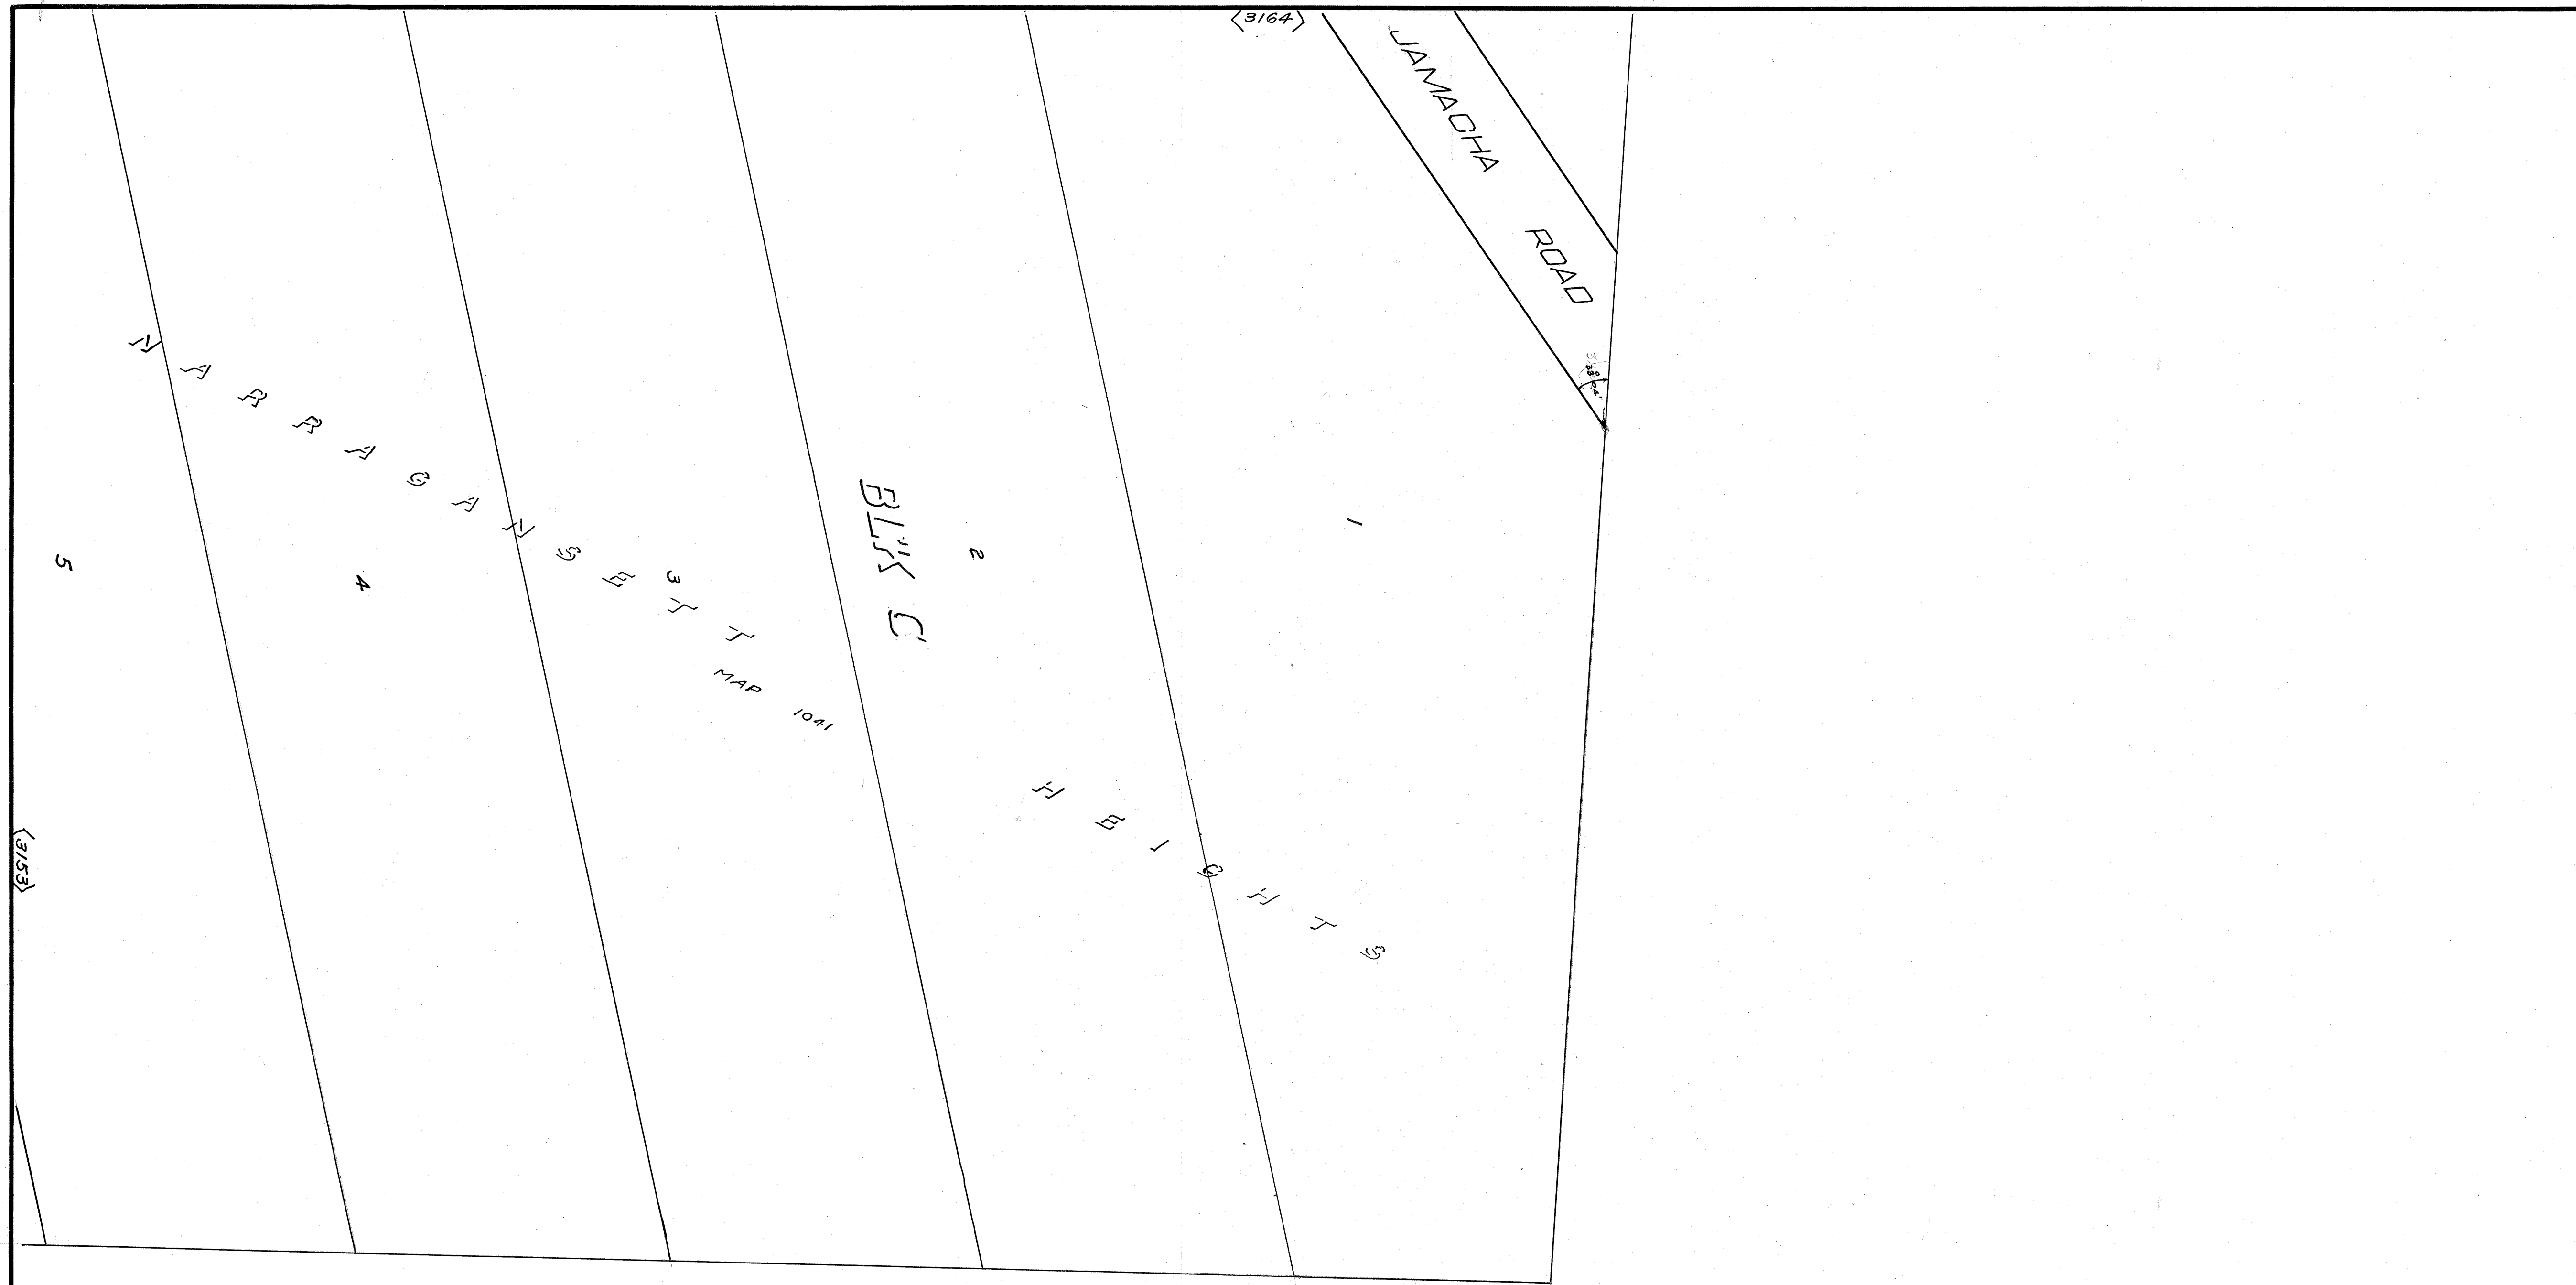 <3164>
JAMACHA ROAD
NARRAGANSETT HEIGHTS
MAP 1041
BLK C
1
2
3
4
5
<3153>